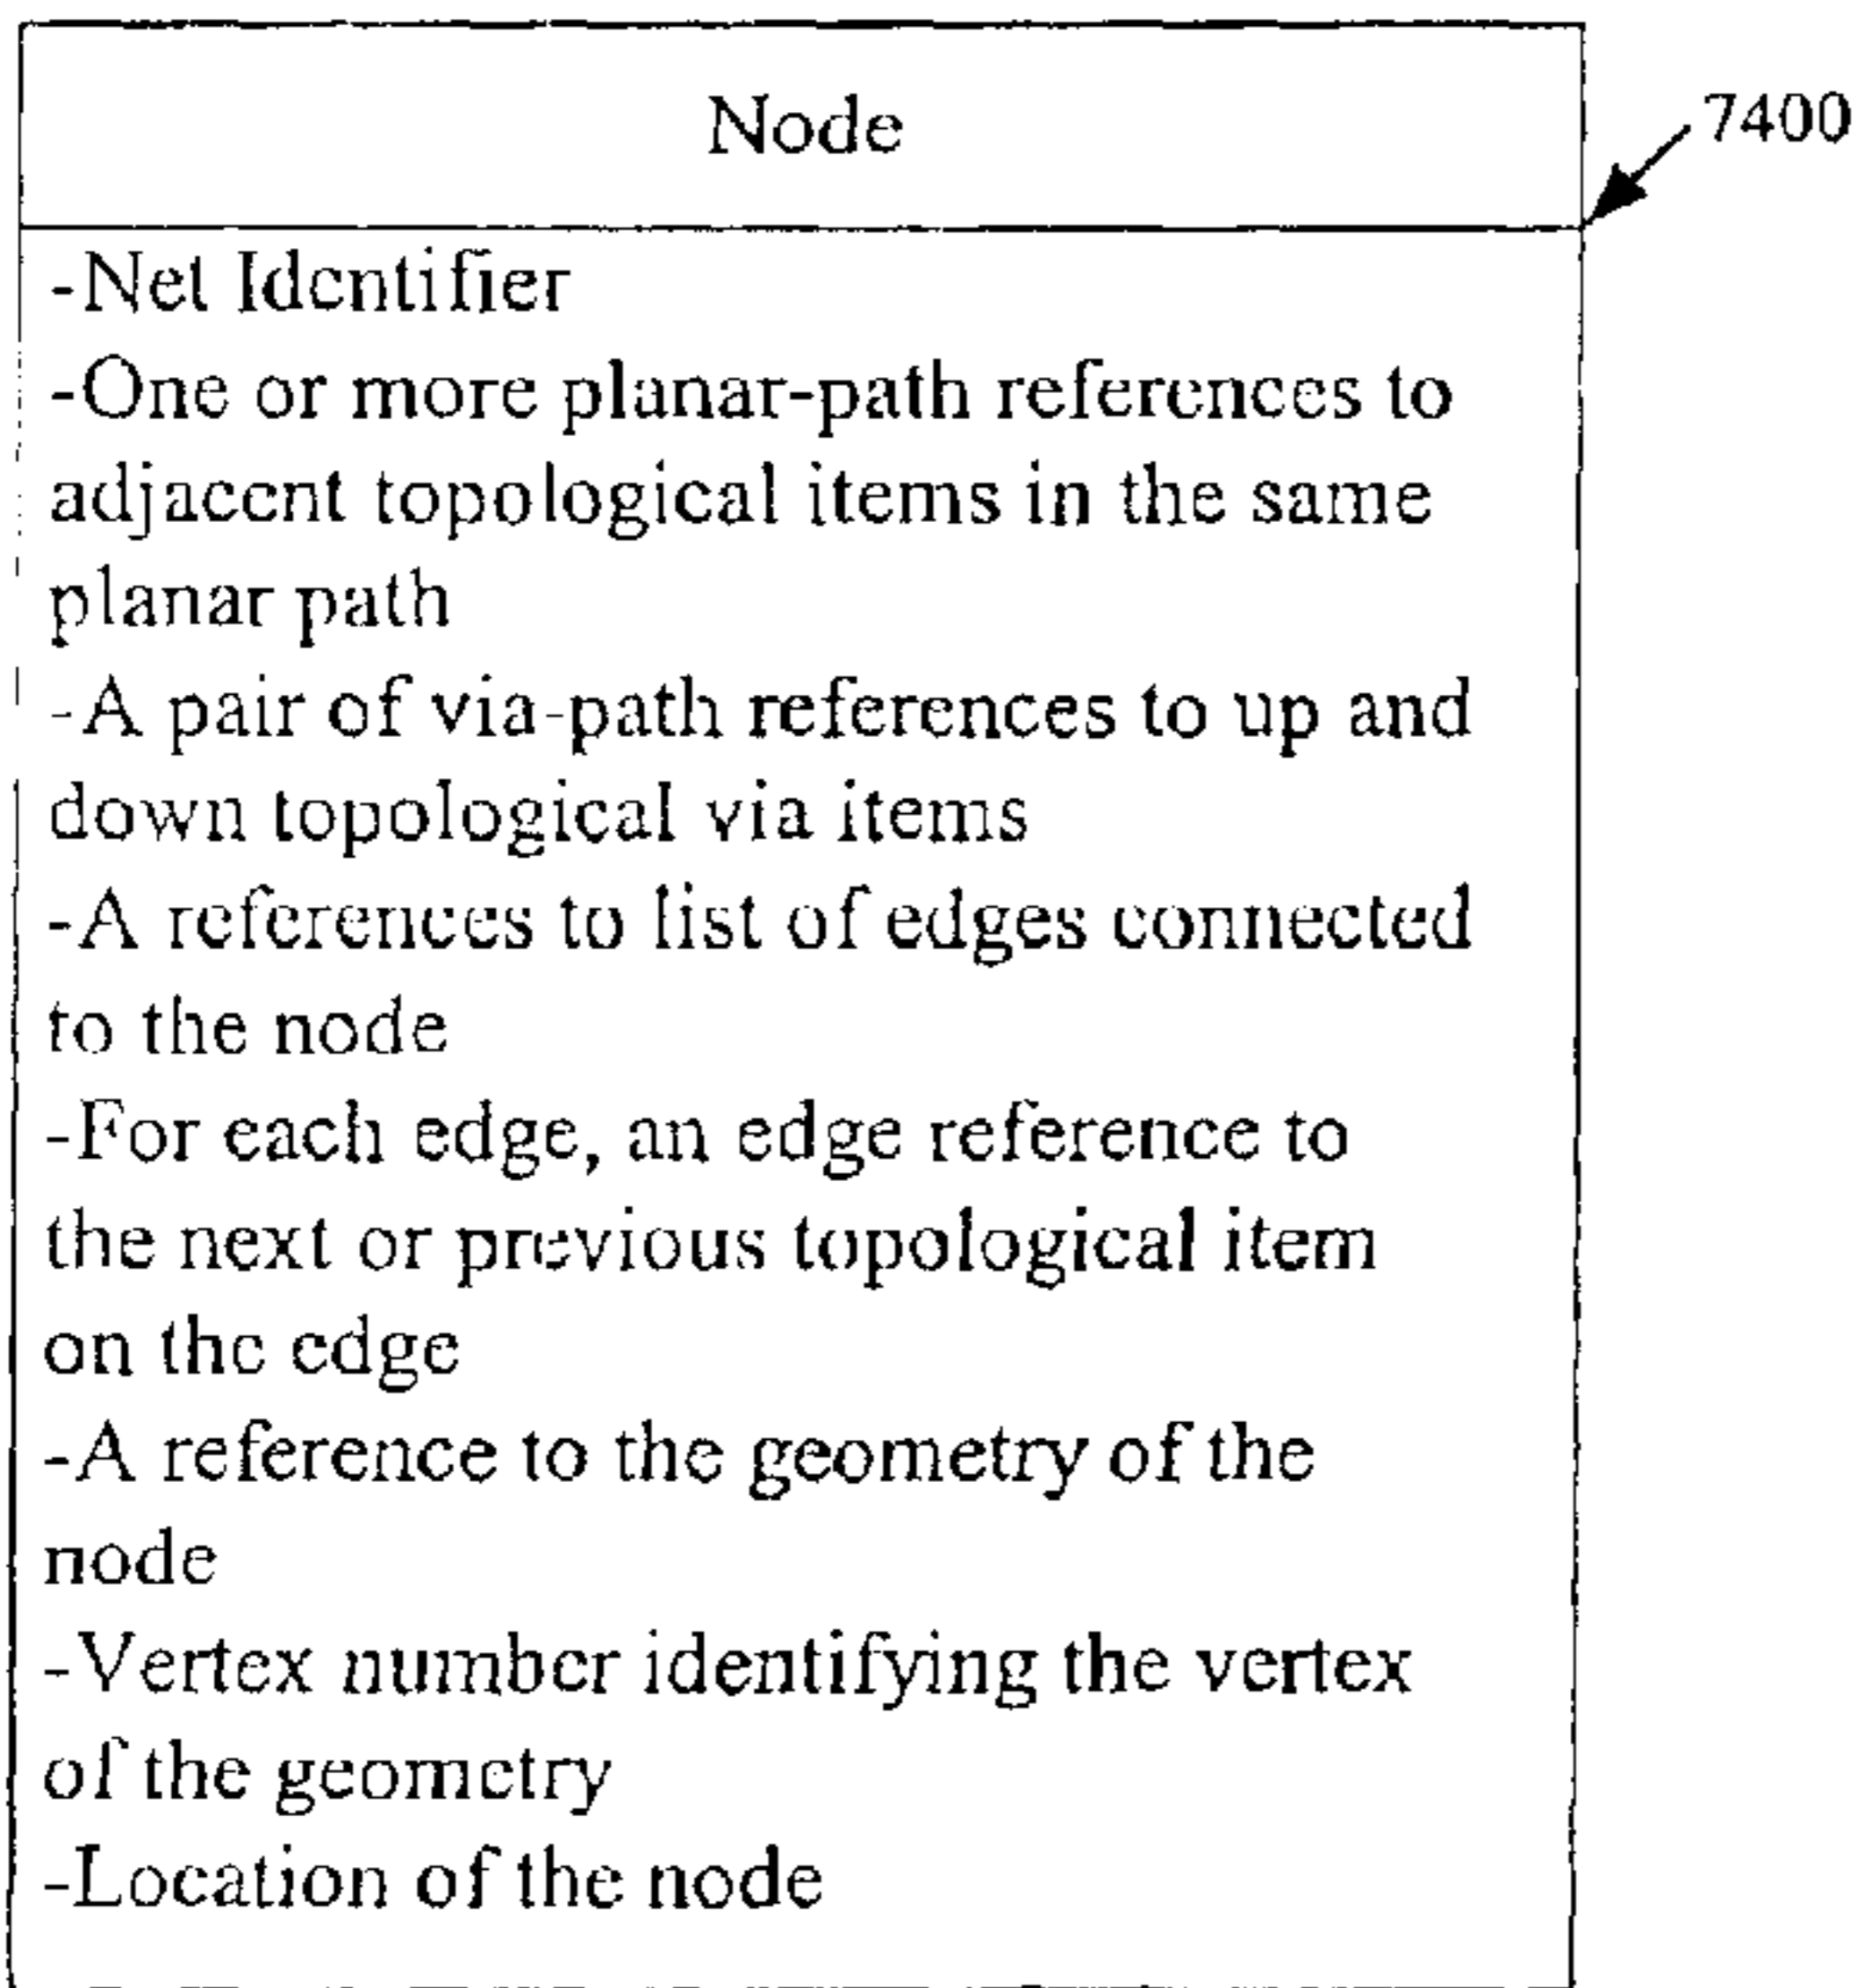 Node
7400
-Net Identifier
-One or more planar-path references to
adjacent topological items in the same
planar path
-A pair of via-path references to up and
down topological via items
-A references to list of edges connected
to the node
-For each edge, an edge reference to
the next or previous topological item
on the edge
-A reference to the geometry of the
node
-Vertex number identifying the vertex
of the geometry
-Location of the node